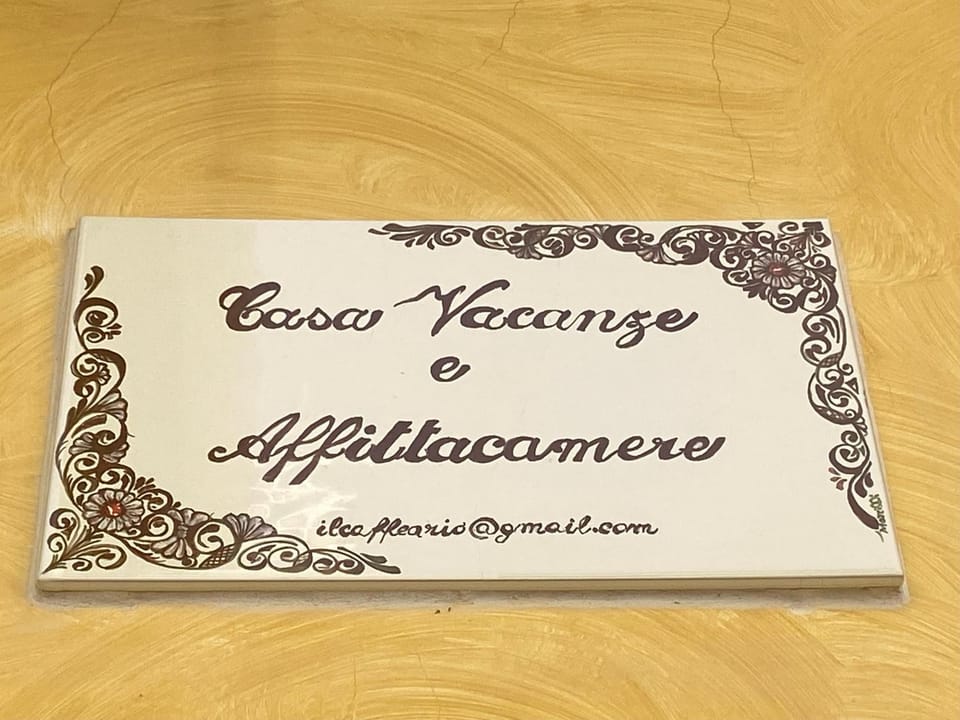 Casa Vacanze
e
Affittacamere
ilcaffeario@gmail.com